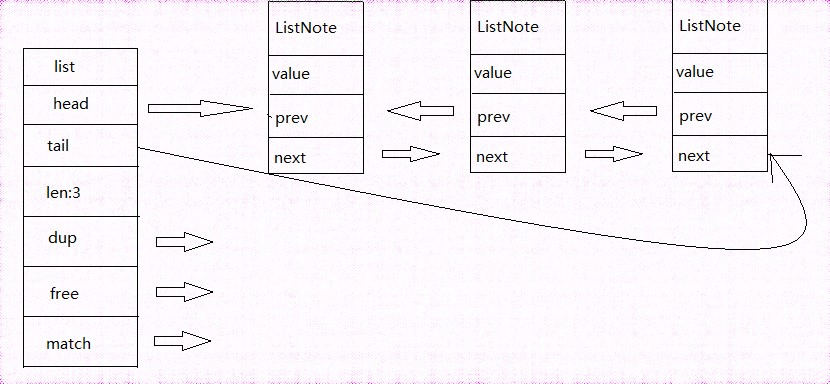 list
head
tail
len:3
dup
free
match
ListNote
value
prev
next
ListNote
value
prev
next
ListNote
value
prev
next